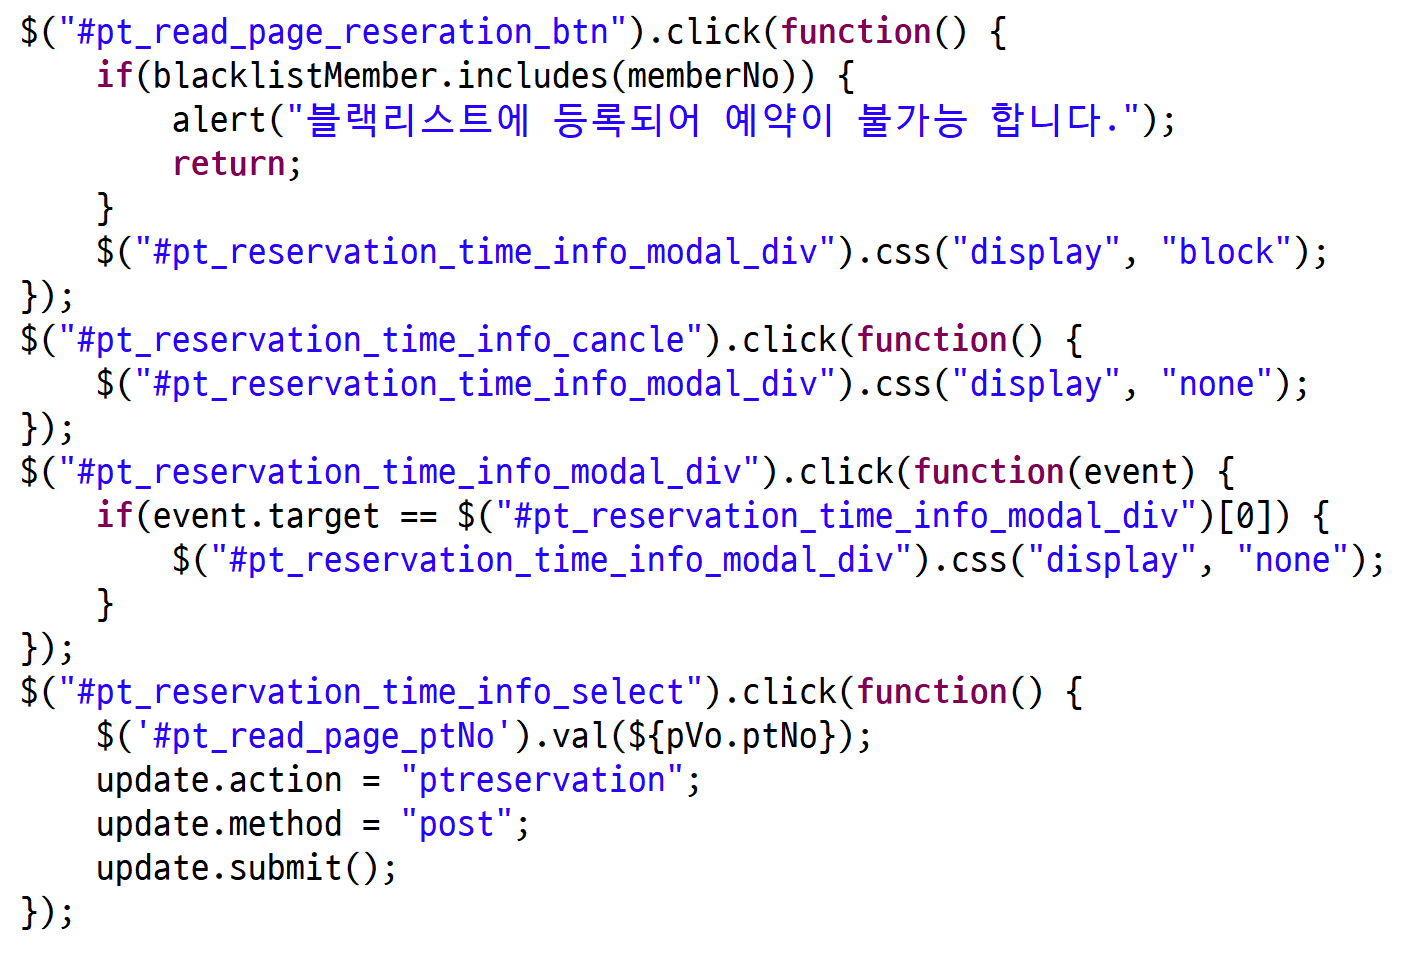 $("#pt_read_page_reseration_btn").click(function() {
    if(blacklistMember.includes(memberNo)) {
        alert("블랙리스트에 등록되어 예약이 불가능 합니다.");
        return;
    }
    $("#pt_reservation_time_info_modal_div").css("display", "block");
});
$("#pt_reservation_time_info_cancle").click(function() {
    $("#pt_reservation_time_info_modal_div").css("display", "none");
});
$("#pt_reservation_time_info_modal_div").click(function(event) {
    if(event.target == $("#pt_reservation_time_info_modal_div")[0]) {
        $("#pt_reservation_time_info_modal_div").css("display", "none");
    }
});
$("#pt_reservation_time_info_select").click(function() {
    $('#pt_read_page_ptNo').val(${pVo.ptNo});
    update.action = "ptreservation";
    update.method = "post";
    update.submit();
});